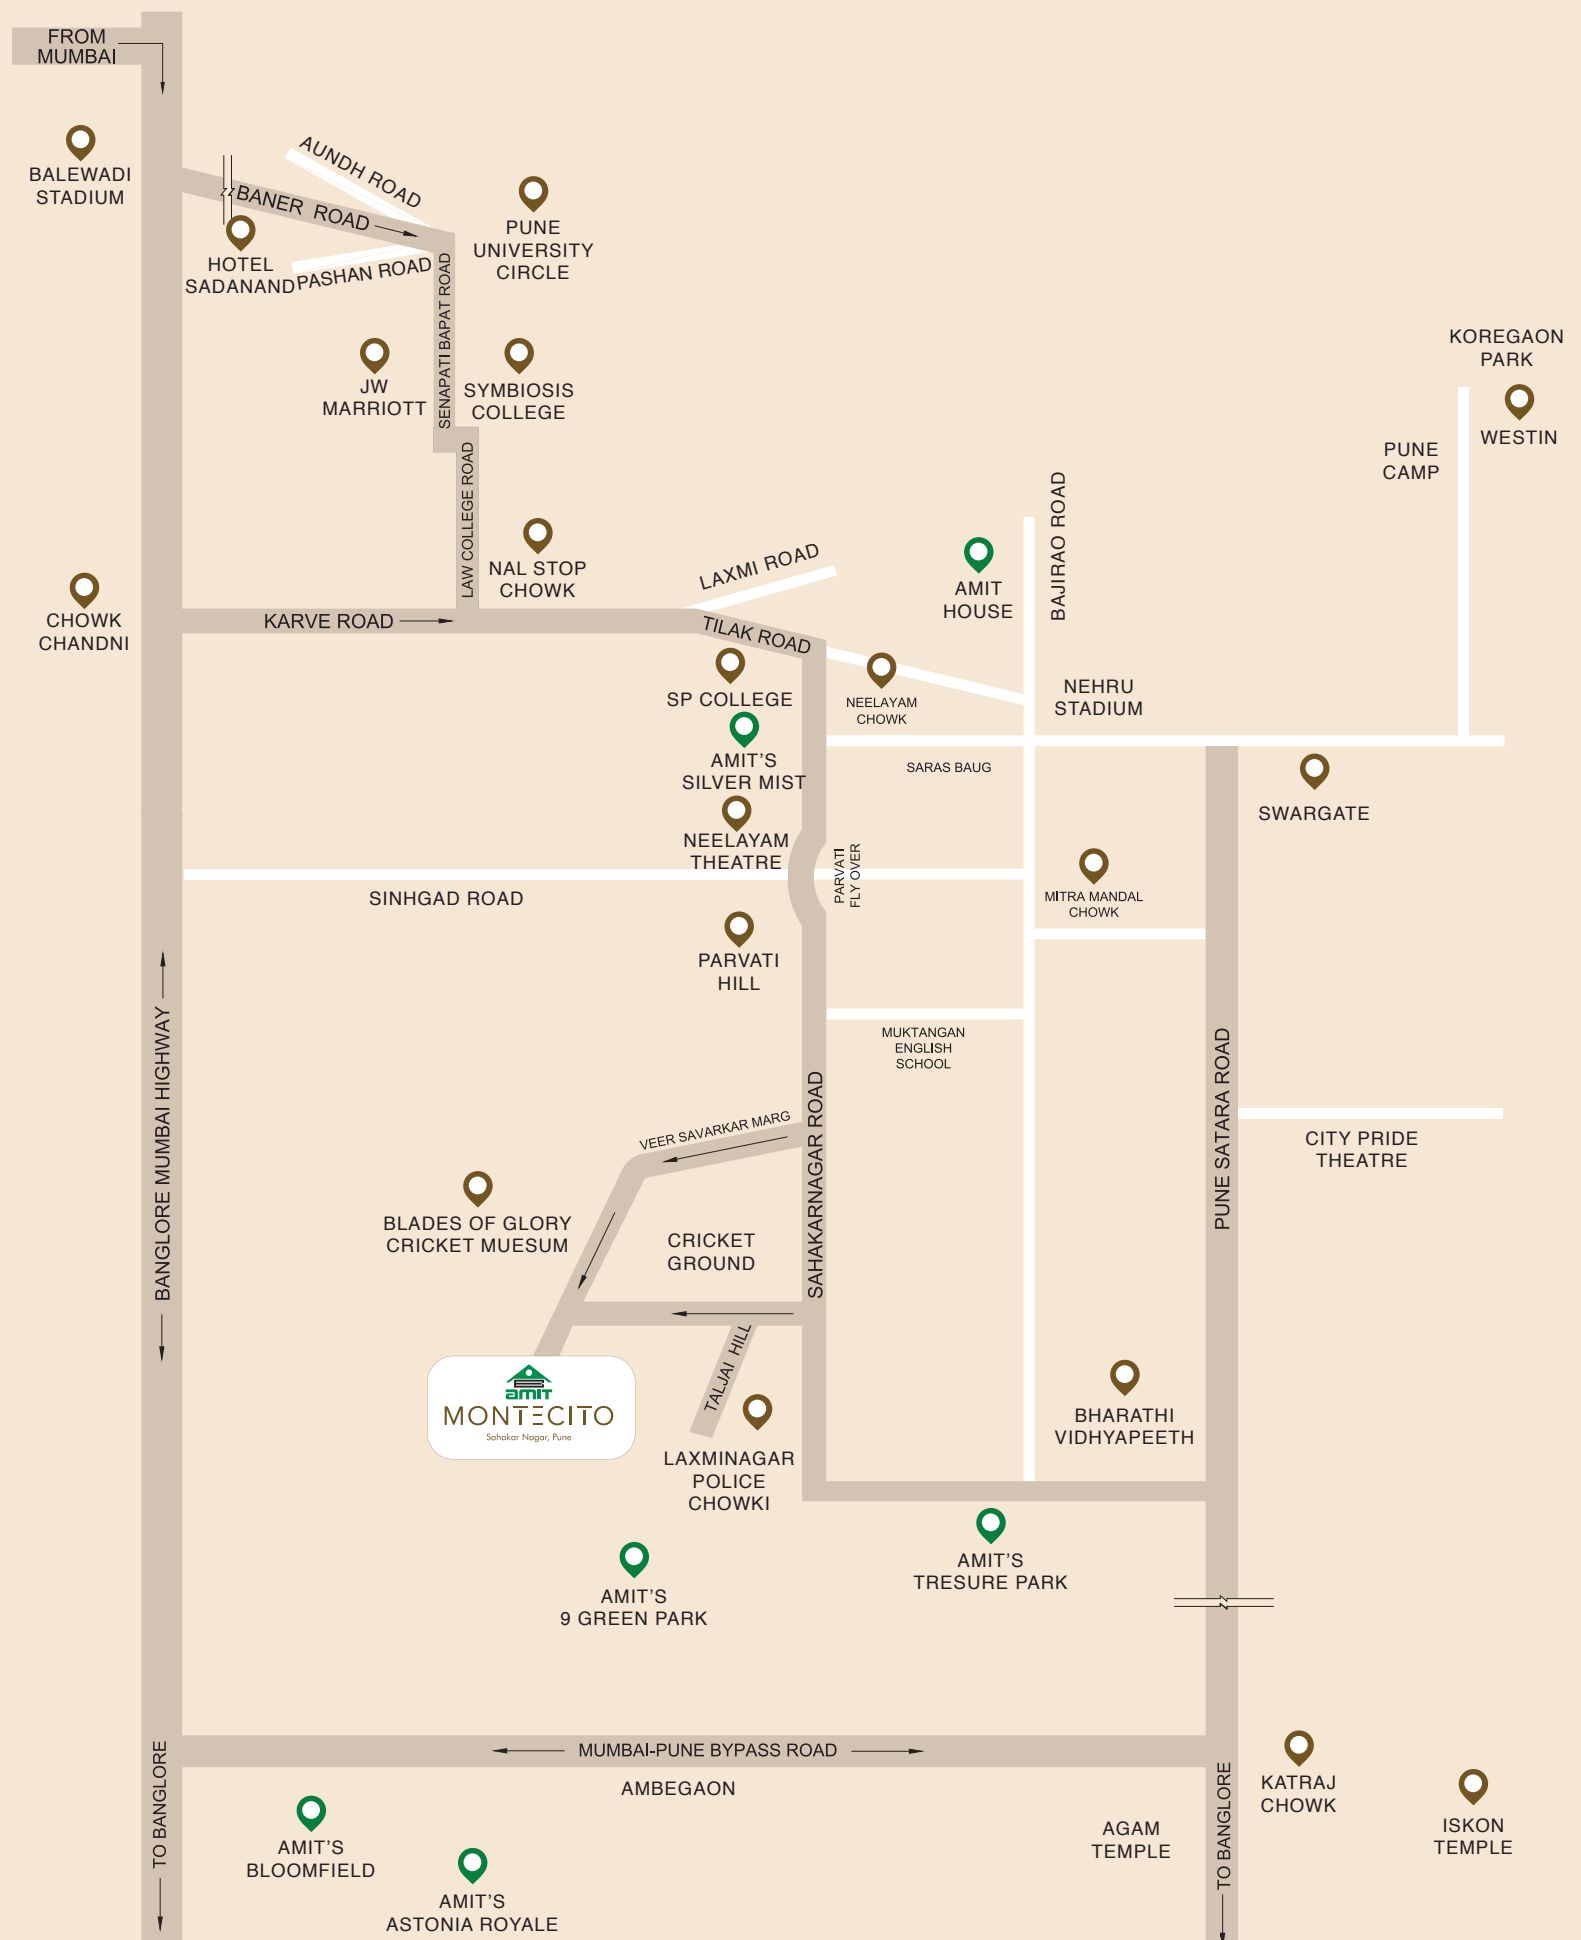 FROM
MUMBAI
BALEWADI
STADIUM
AUNDH ROAD
BANER ROAD
HOTEL
SADANAND
PASHAN ROAD
PUNE
UNIVERSITY
CIRCLE
SENAPATI BAPAT ROAD
JW
MARRIOTT
SYMBIOSIS
COLLEGE
KOREGAON
PARK
WESTIN
PUNE
CAMP
LAW COLLEGE ROAD
NAL STOP
CHOWK
LAXMI ROAD
AMIT
HOUSE
BAJIRAO ROAD
CHOWK
CHANDNI
KARVE ROAD
TILAK ROAD
SP COLLEGE
NEELAYAM
CHOWK
NEHRU
STADIUM
AMIT'S
SILVER MIST
SARAS BAUG
SWARGATE
NEELAYAM
THEATRE
PARVATI
FLY OVER
MITRA MANDAL
CHOWK
SINHGAD ROAD
PARVATI
HILL
MUKTANGAN
ENGLISH
SCHOOL
BANGLORE MUMBAI HIGHWAY
SAHAKARNAGAR ROAD
PUNE SATARA ROAD
VEER SAVARKAR MARG
CITY PRIDE
THEATRE
BLADES OF GLORY
CRICKET MUESUM
CRICKET
GROUND
TALJAI HILL
amit
MONTECITO
Sahakar Nagar, Pune
BHARATHI
VIDHYAPEETH
LAXMINAGAR
POLICE
CHOWKI
AMIT'S
TRESURE PARK
AMIT'S
9 GREEN PARK
MUMBAI-PUNE BYPASS ROAD
AMBEGAON
TO BANGLORE
TO BANGLORE
KATRAJ
CHOWK
ISKON
TEMPLE
AGAM
TEMPLE
AMIT'S
BLOOMFIELD
AMIT'S
ASTONIA ROYALE